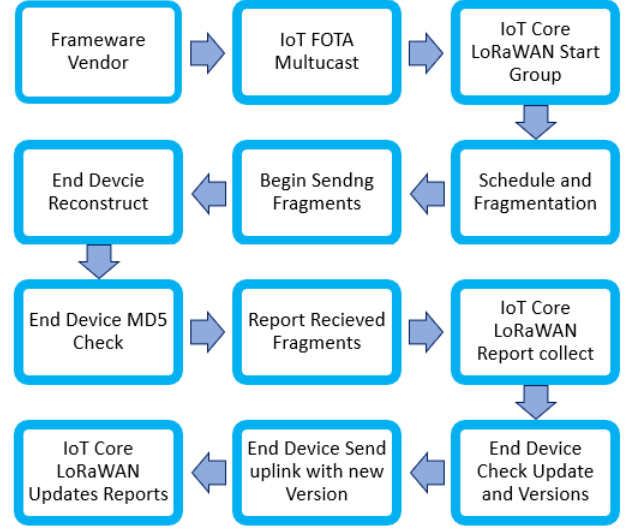 Frameware
Vendor
IoT FOTA
Multucast
IoT Core
LoRaWAN Start
Group
Schedule and
Fragmentation
Begin Sendng
Fragments
End Devcie
Reconstruct
End Device MD5
Check
Report Recieved
Fragments
IoT Core
LoRaWAN
Report collect
End Device
Check Update
and Versions
End Device Send
uplink with new
Version
IoT Core
LoRaWAN
Updates Reports